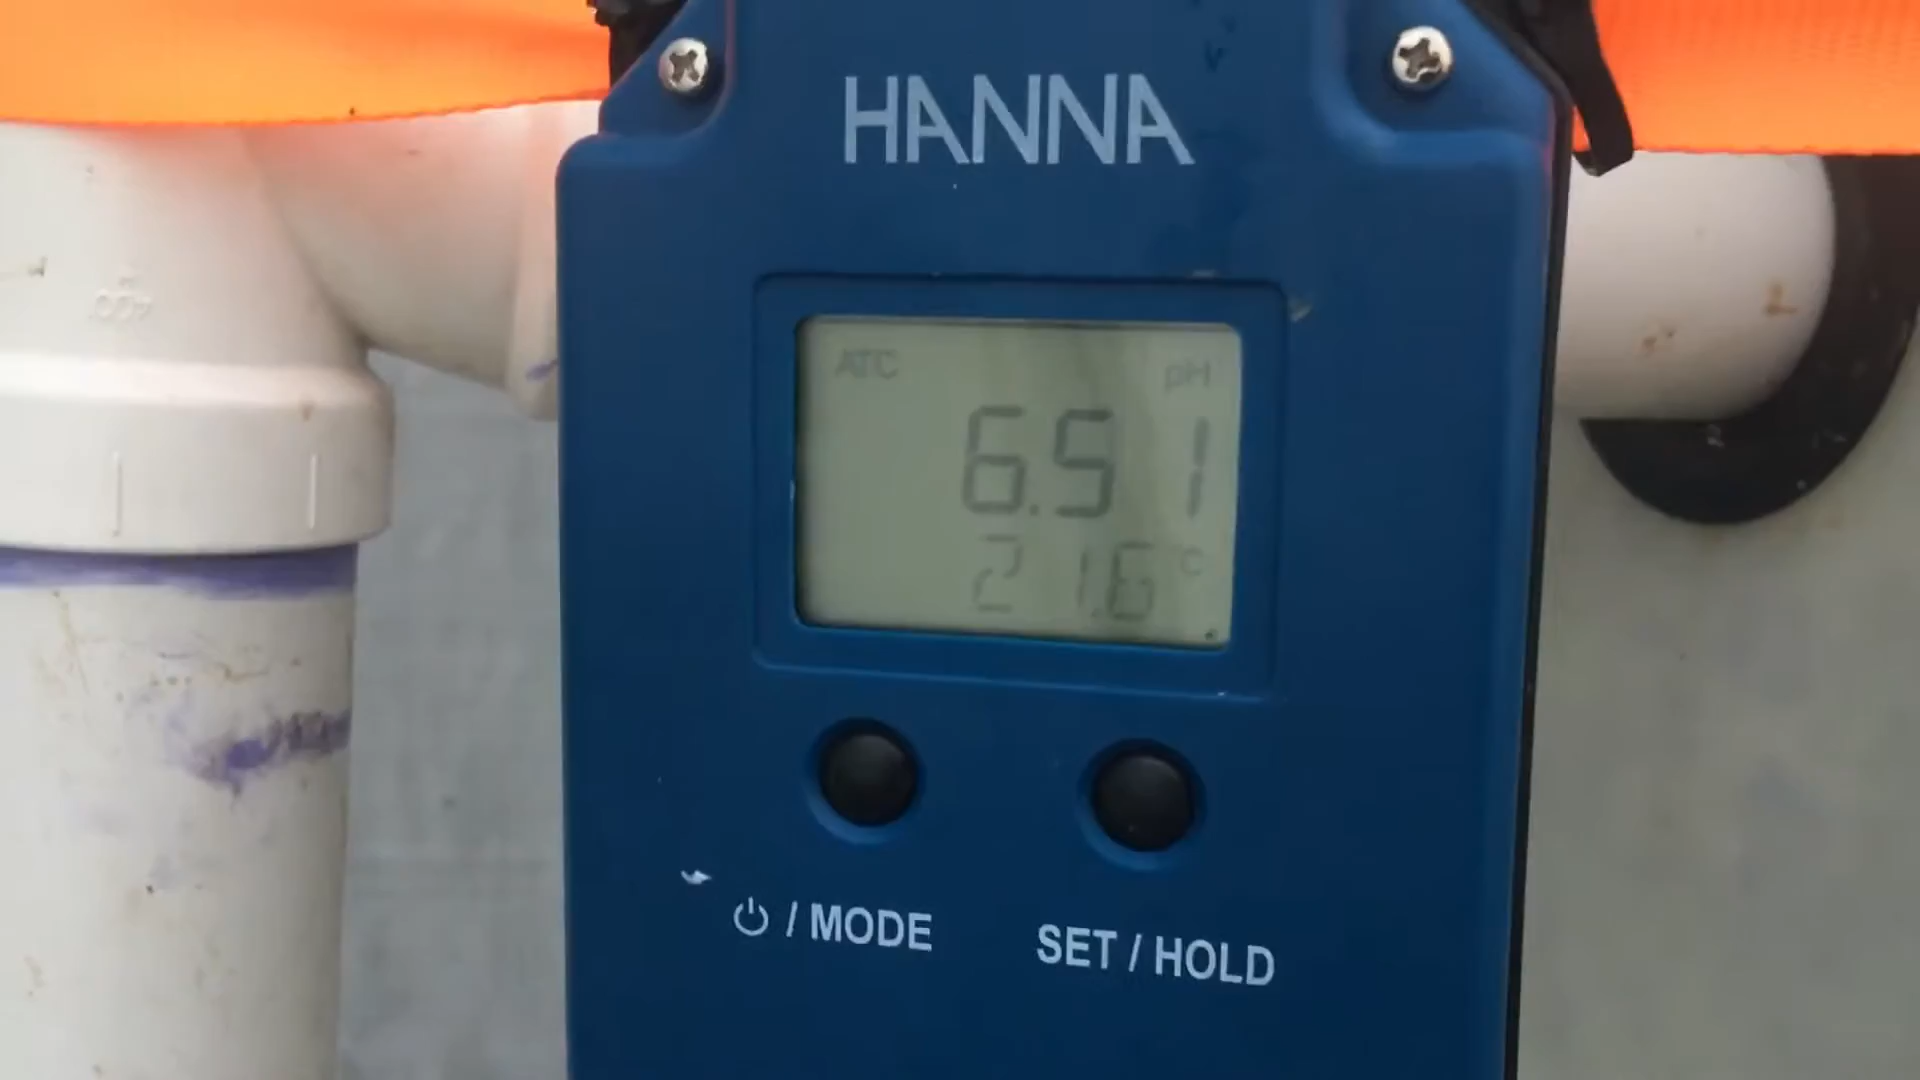 HANNA
ATC pH
6.51
21.6 °C
⏻ / MODE SET / HOLD